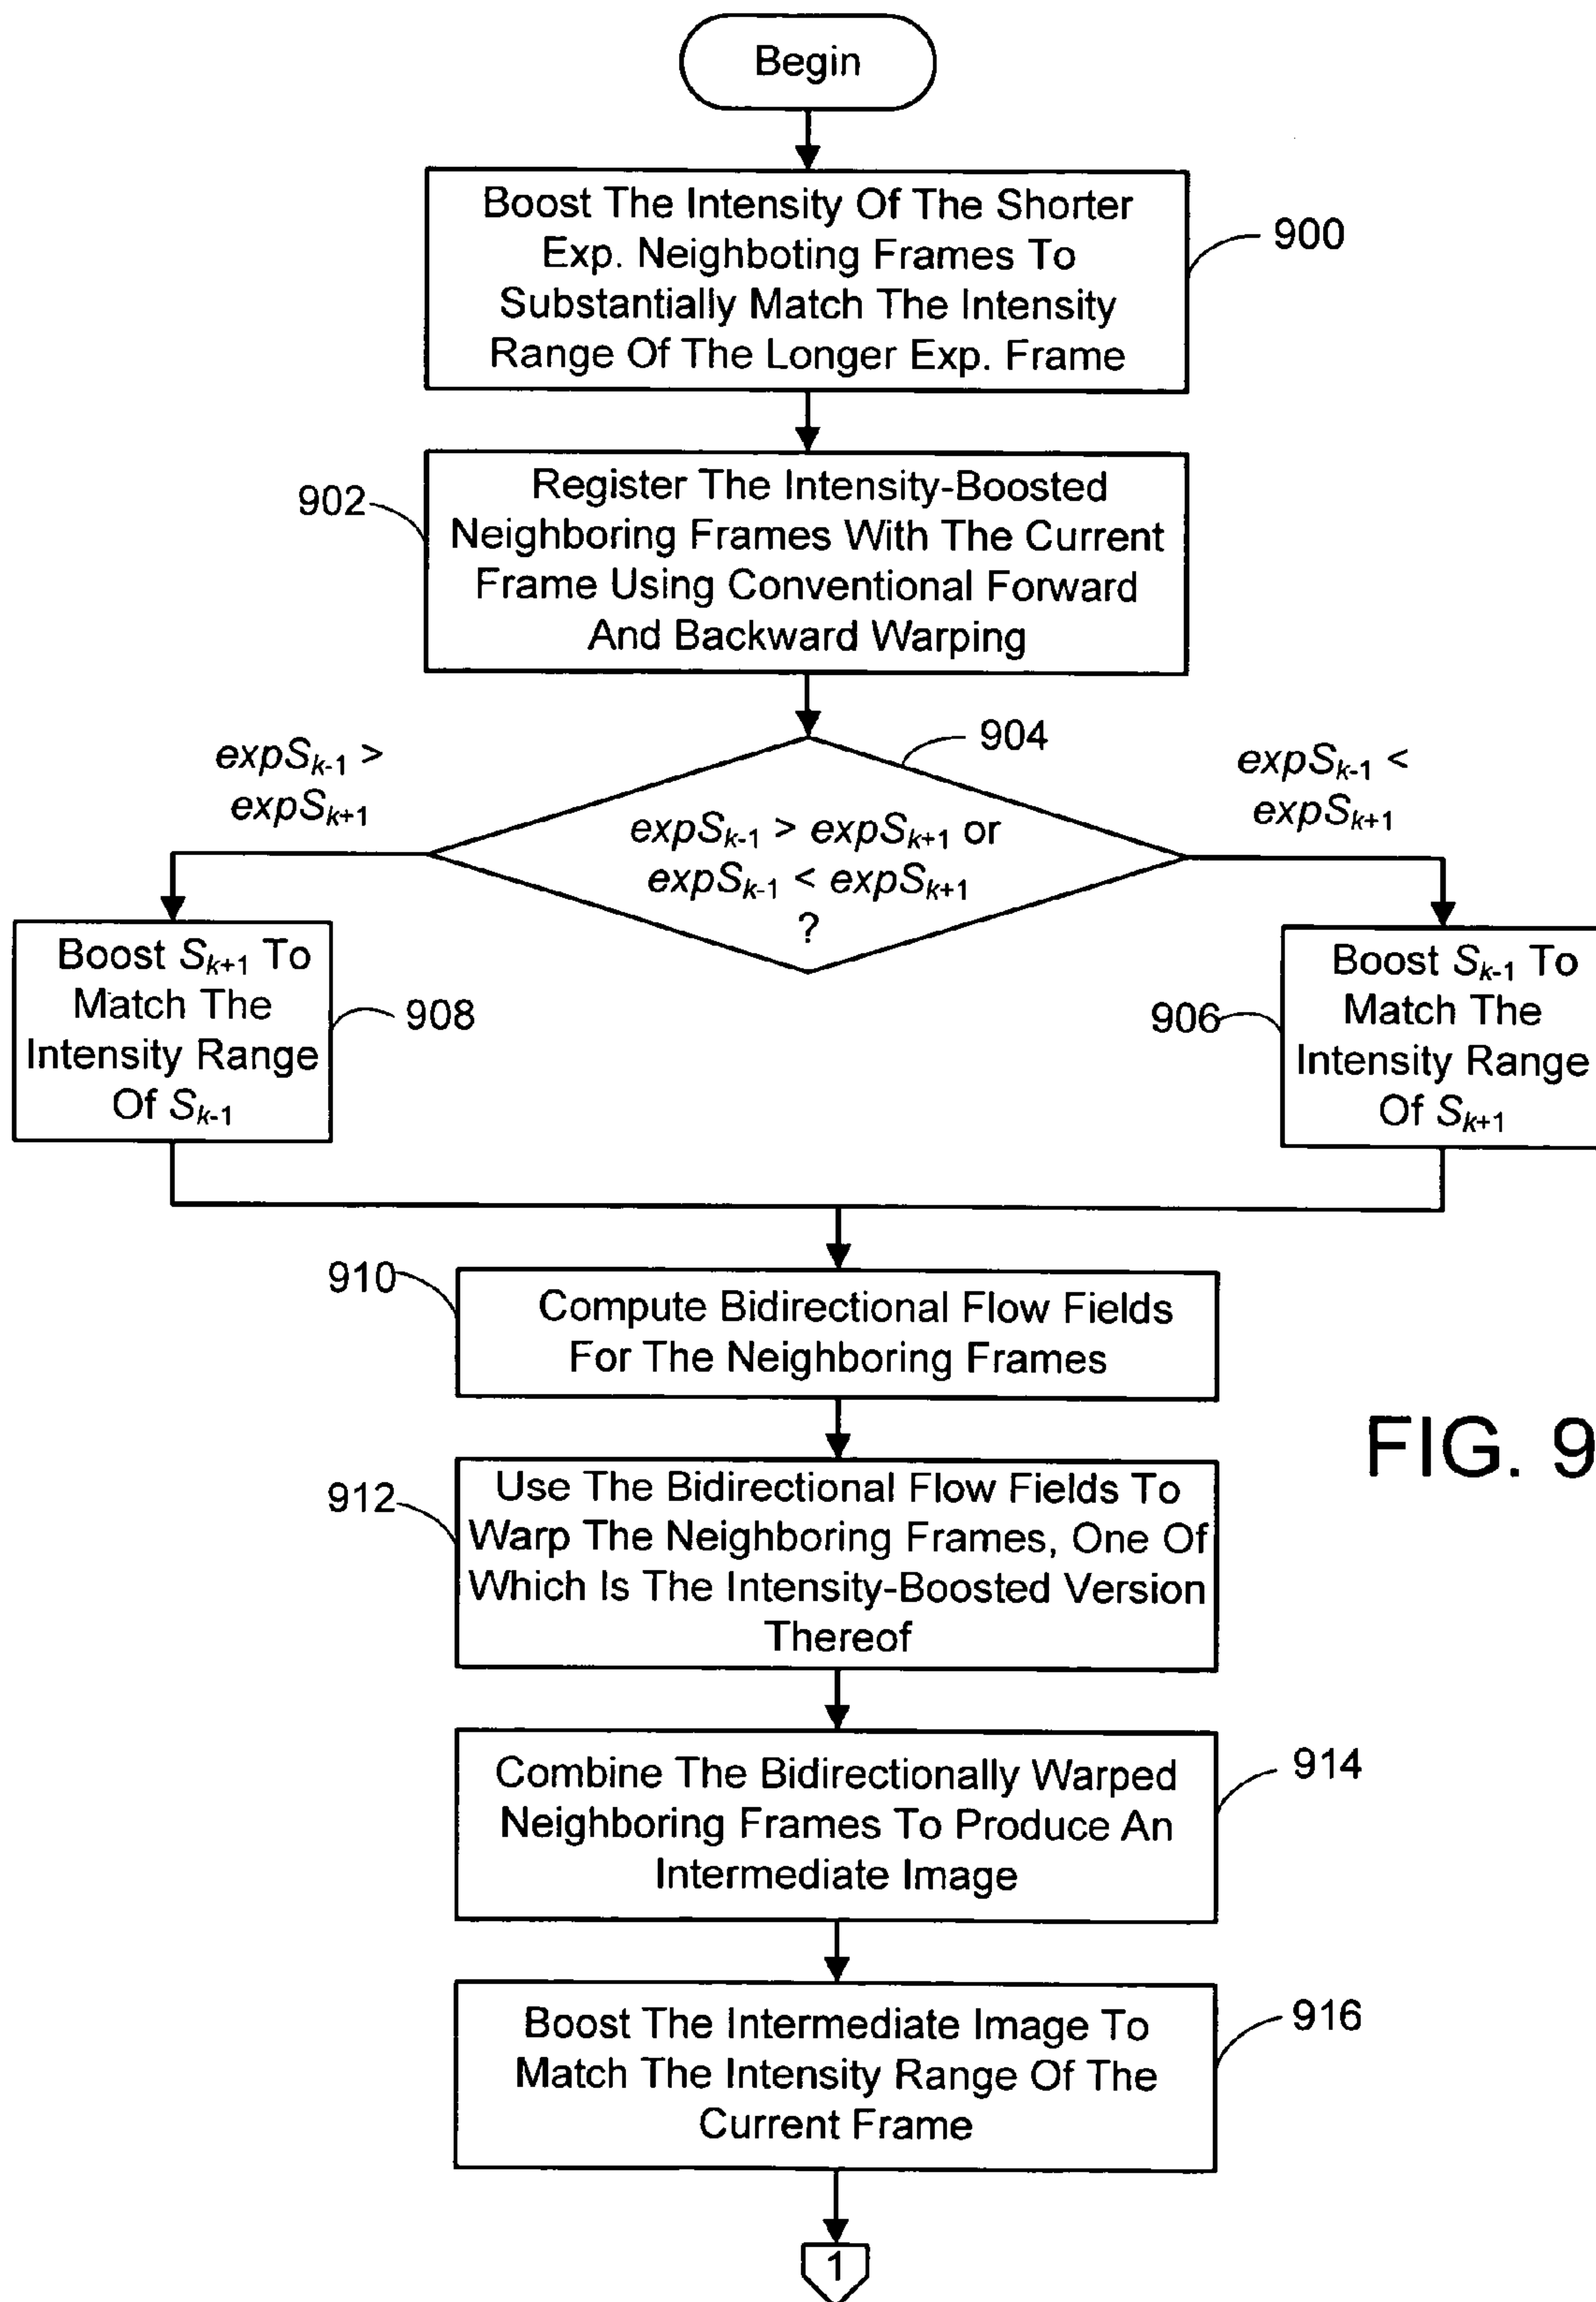 Begin
Boost The Intensity Of The Shorter
Exp. Neighboting Frames To
Substantially Match The Intensity
Range Of The Longer Exp. Frame
900
902
Register The Intensity-Boosted
Neighboring Frames With The Current
Frame Using Conventional Forward
And Backward Warping
904
expSk-1 >
expSk+1
expSk-1 > expSk+1 or
expSk-1 < expSk+1
?
expSk-1 <
expSk+1
Boost Sk+1 To
Match The
Intensity Range
Of Sk-1
908
906
Boost Sk-1 To
Match The
Intensity Range
Of Sk+1
910
Compute Bidirectional Flow Fields
For The Neighboring Frames
FIG. 9
912
Use The Bidirectional Flow Fields To
Warp The Neighboring Frames, One Of
Which Is The Intensity-Boosted Version
Thereof
Combine The Bidirectionally Warped
Neighboring Frames To Produce An
Intermediate Image
914
Boost The Intermediate Image To
Match The Intensity Range Of The
Current Frame
916
1